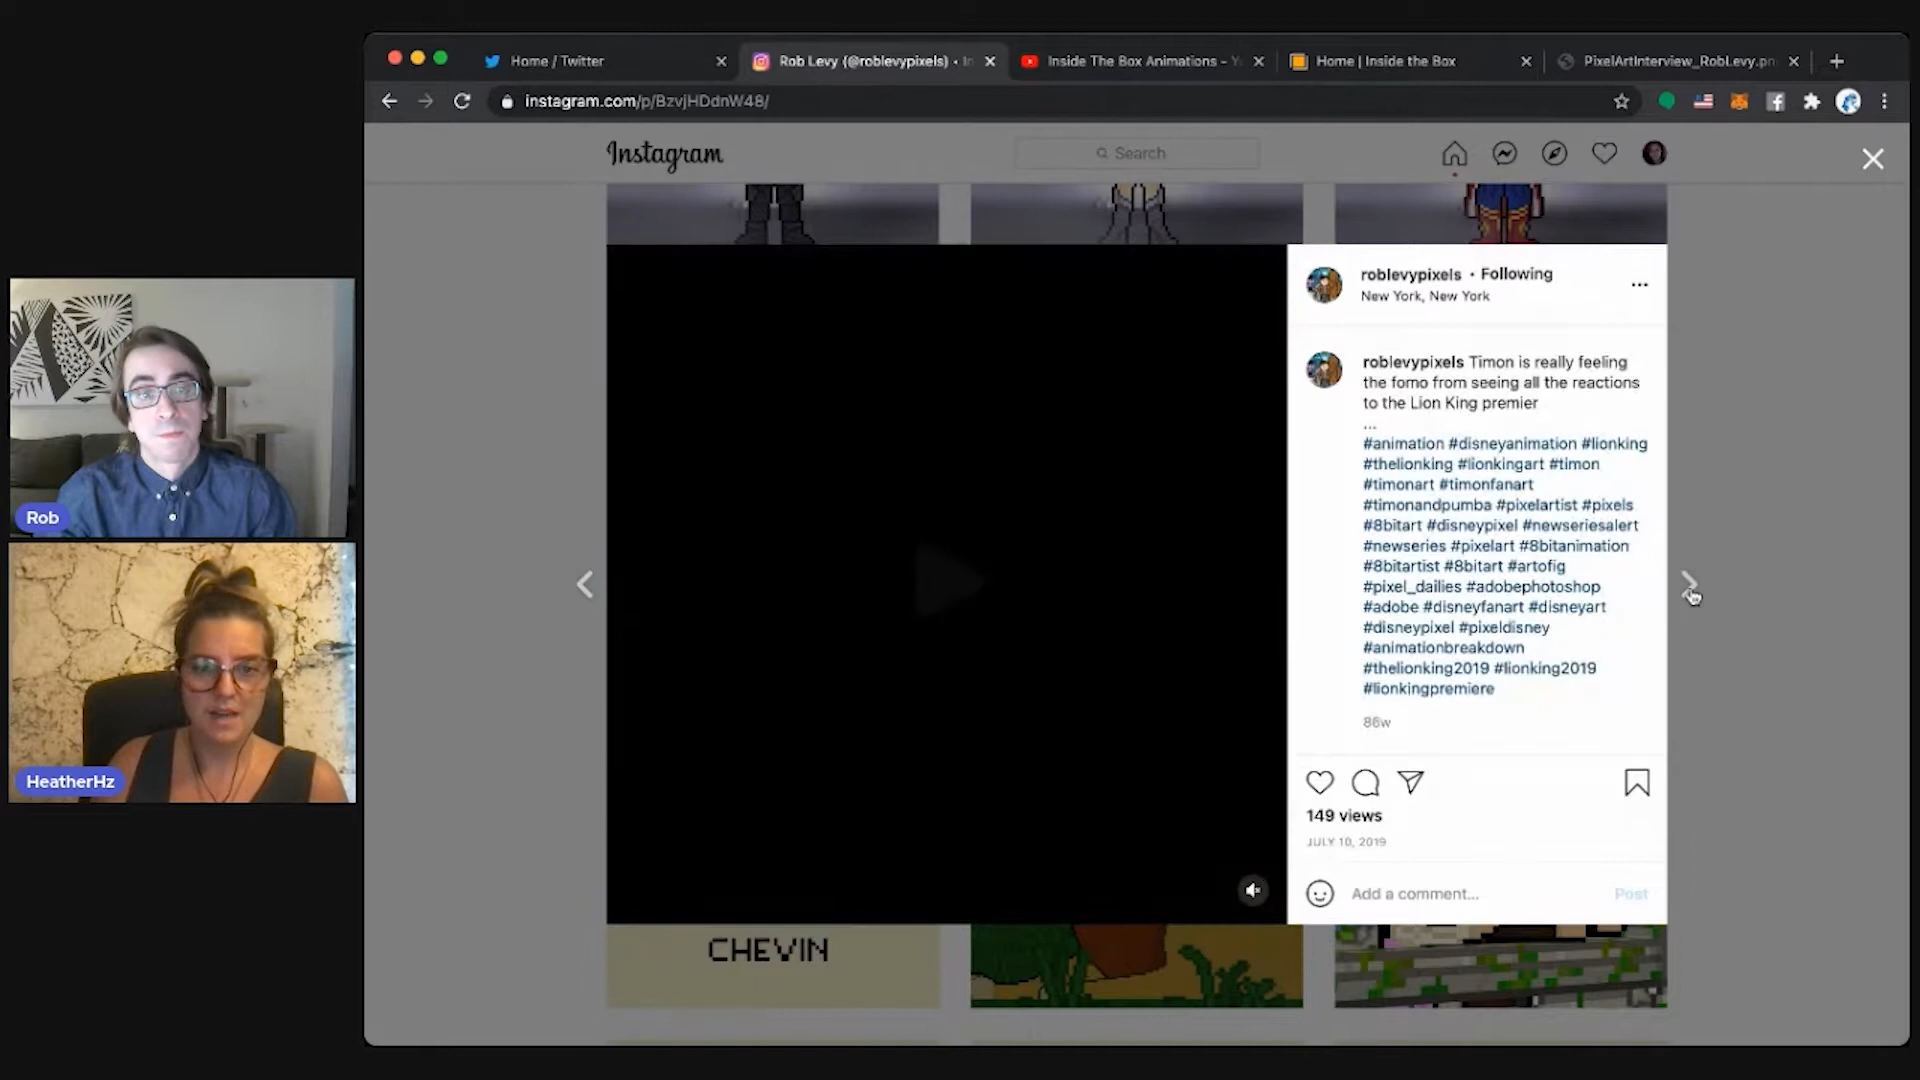 Home / Twitter
Rob Levy (@roblevypixels) • In
Inside The Box Animations - Y
Home | Inside the Box
PixelArtInterview_RobLevy.pn
instagram.com/p/BzvjHDdnW48/
Instagram
Search
roblevypixels • Following
New York, New York
roblevypixels Timon is really feeling
the fomo from seeing all the reactions
to the Lion King premier
...
#animation #disneyanimation #lionking
#thelionking #lionkingart #timon
#timonart #timonfanart
#timonandpumba #pixelartist #pixels
#8bitart #disneypixel #newseriesalert
#newseries #pixelart #8bitanimation
#8bitartist #8bitart #artofig
#pixel_dailies #adobephotoshop
#adobe #disneyfanart #disneyart
#disneypixel #pixeldisney
#animationbreakdown
#thelionking2019 #lionking2019
#lionkingpremiere
86w
149 views
JULY 10, 2019
Add a comment... Post
CHEVIN
Rob
HeatherHz